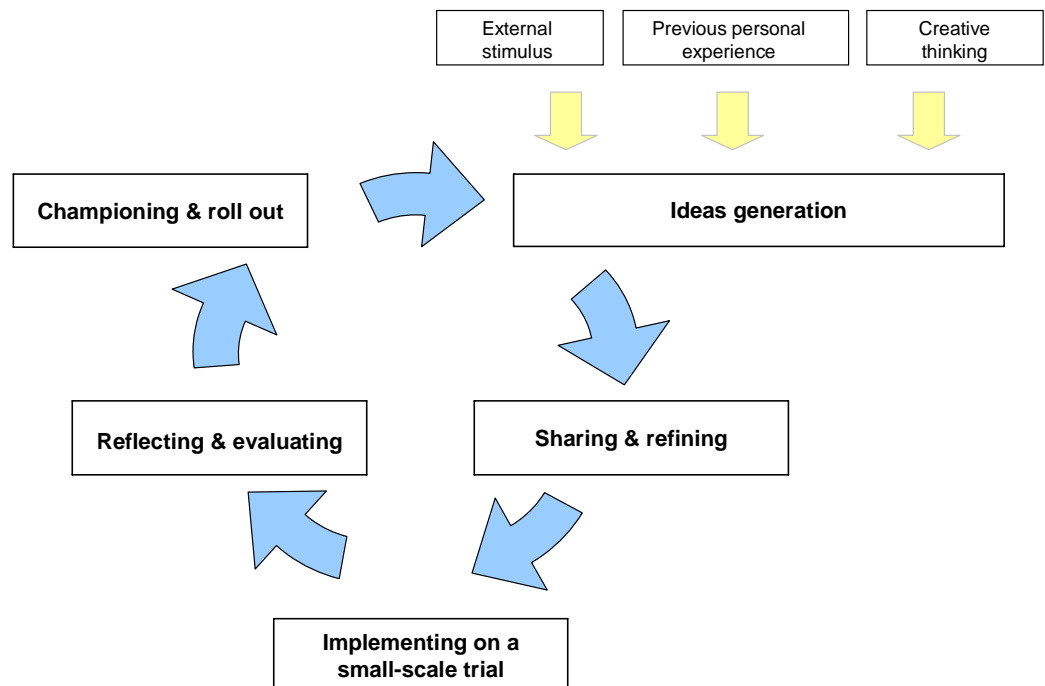 External
stimulus
Previous personal
experience
Creative
thinking
Championing & roll out
Ideas generation
Reflecting & evaluating
Sharing & refining
Implementing on a
small-scale trial